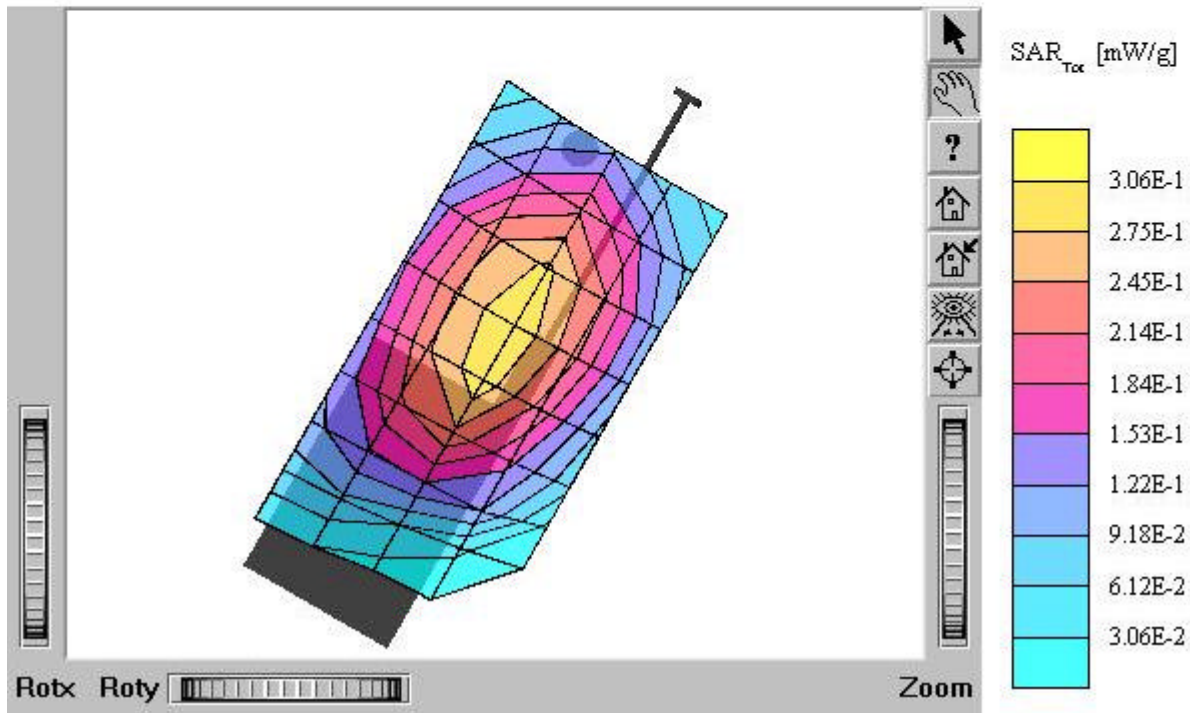 SAR_Tot [mW/g]
?
3.06E-1
2.75E-1
2.45E-1
2.14E-1
1.84E-1
1.53E-1
1.22E-1
9.18E-2
6.12E-2
3.06E-2
Rotx Roty Zoom